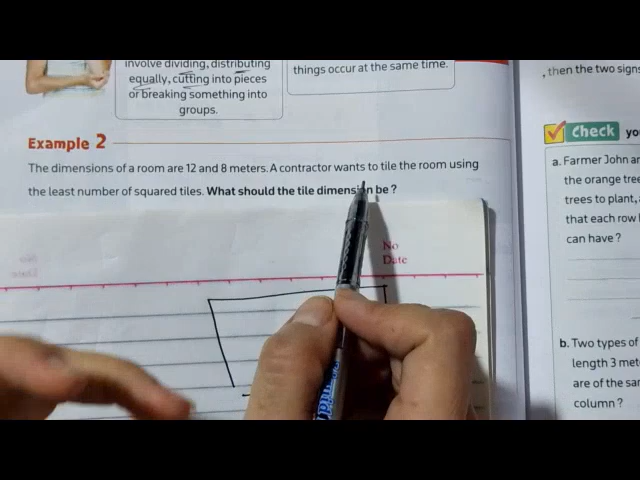 involve dividing, distributing
equally, cutting into pieces
or breaking something into
groups.
things occur at the same time.
, then the two signs
Example 2
The dimensions of a room are 12 and 8 meters. A contractor wants to tile the room using
the least number of squared tiles. What should the tile dimension be ?
No
Date
No
Date
Check
a. Farmer John
the orange
trees to plant,
that each row
can have ?
b. Two types of
length 3
are of the
column ?